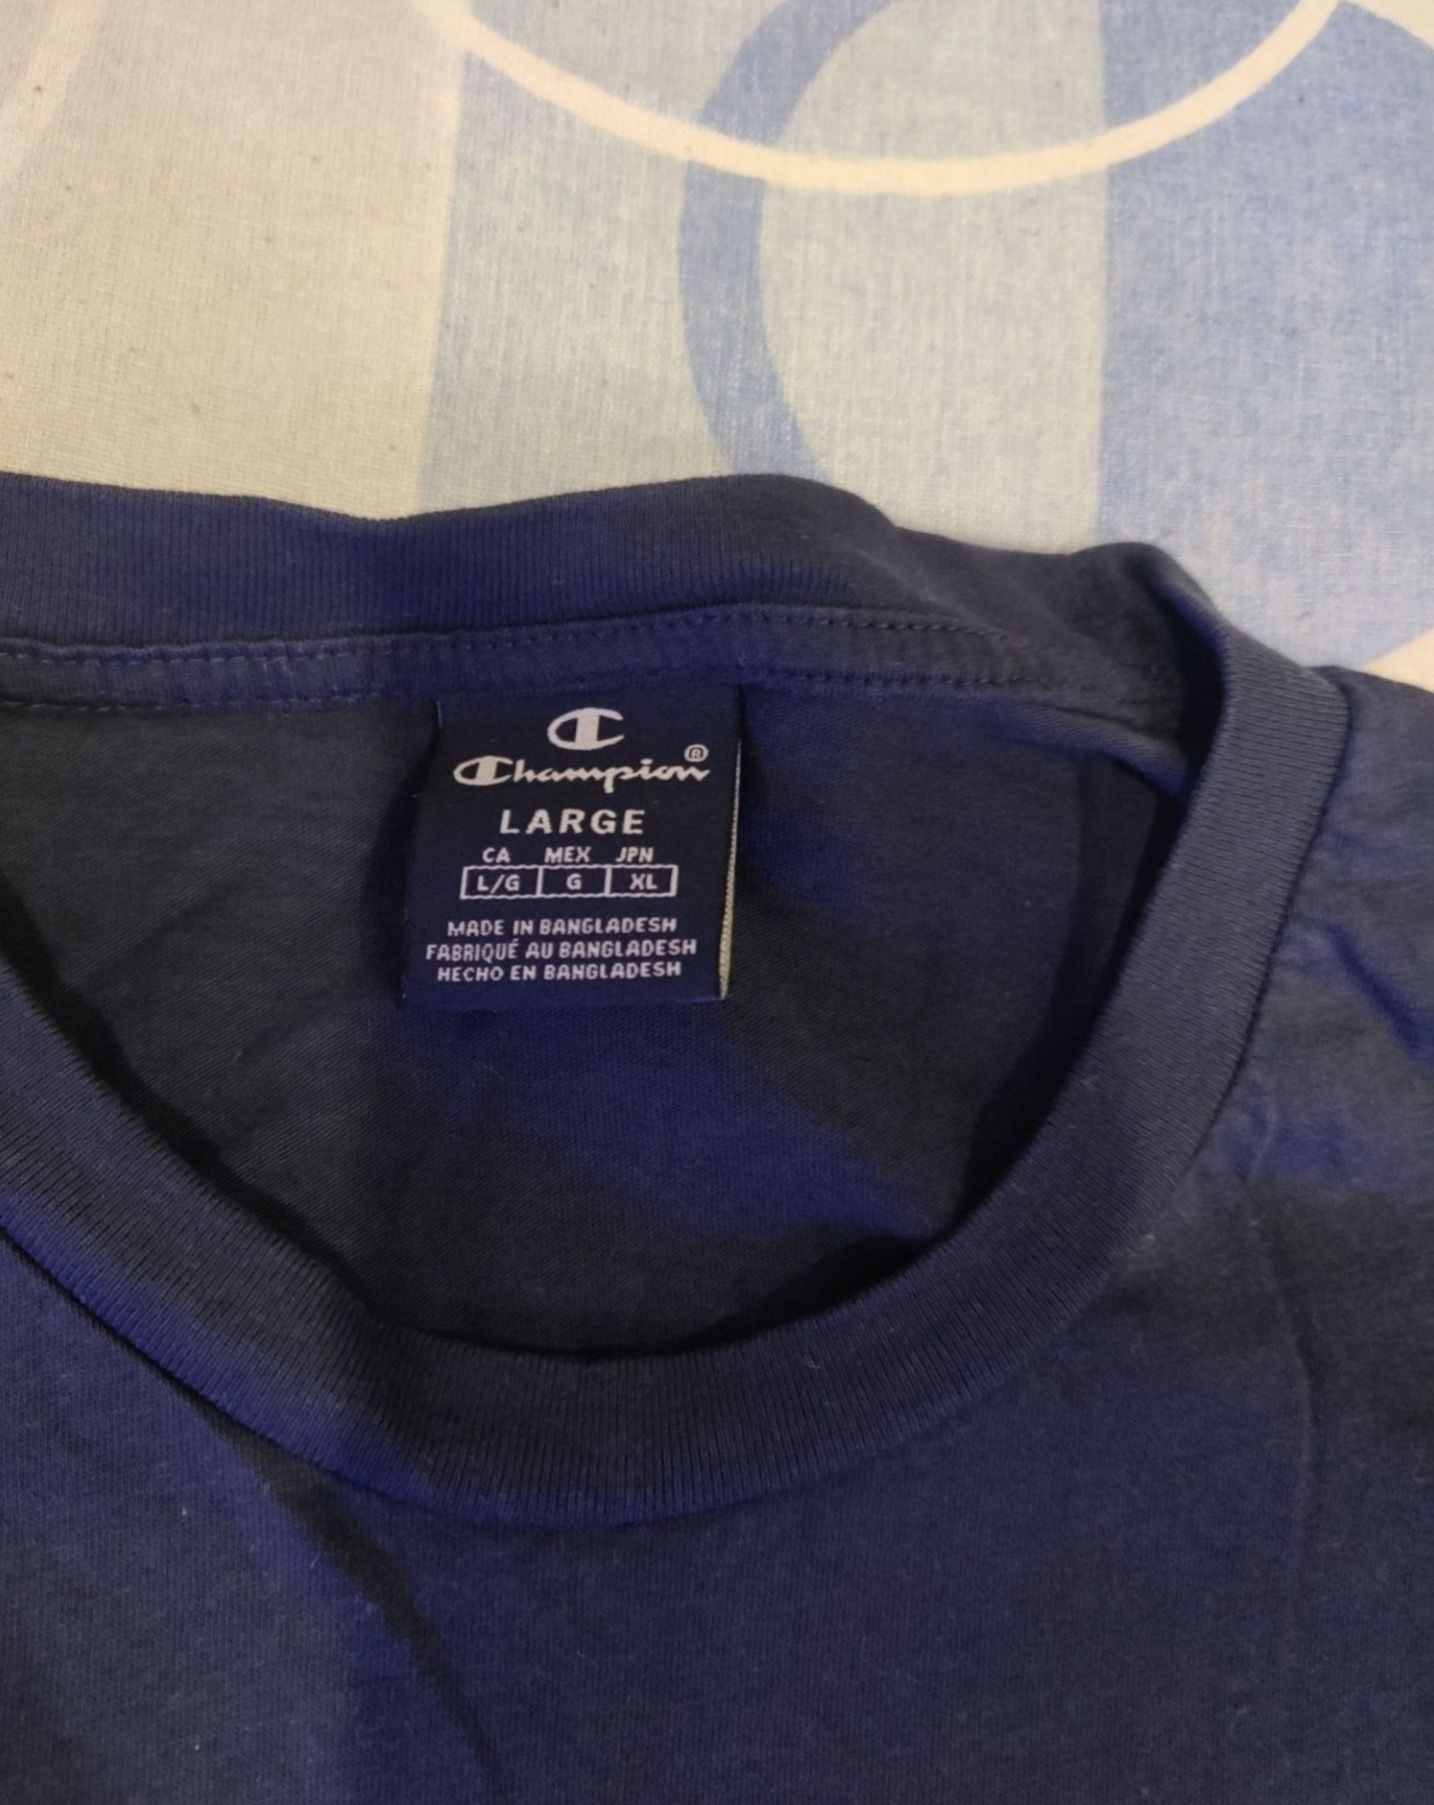 Champion®
LARGE
CA MEX JPN
L/G G XL
MADE IN BANGLADESH
FABRIQUÉ AU BANGLADESH
HECHO EN BANGLADESH